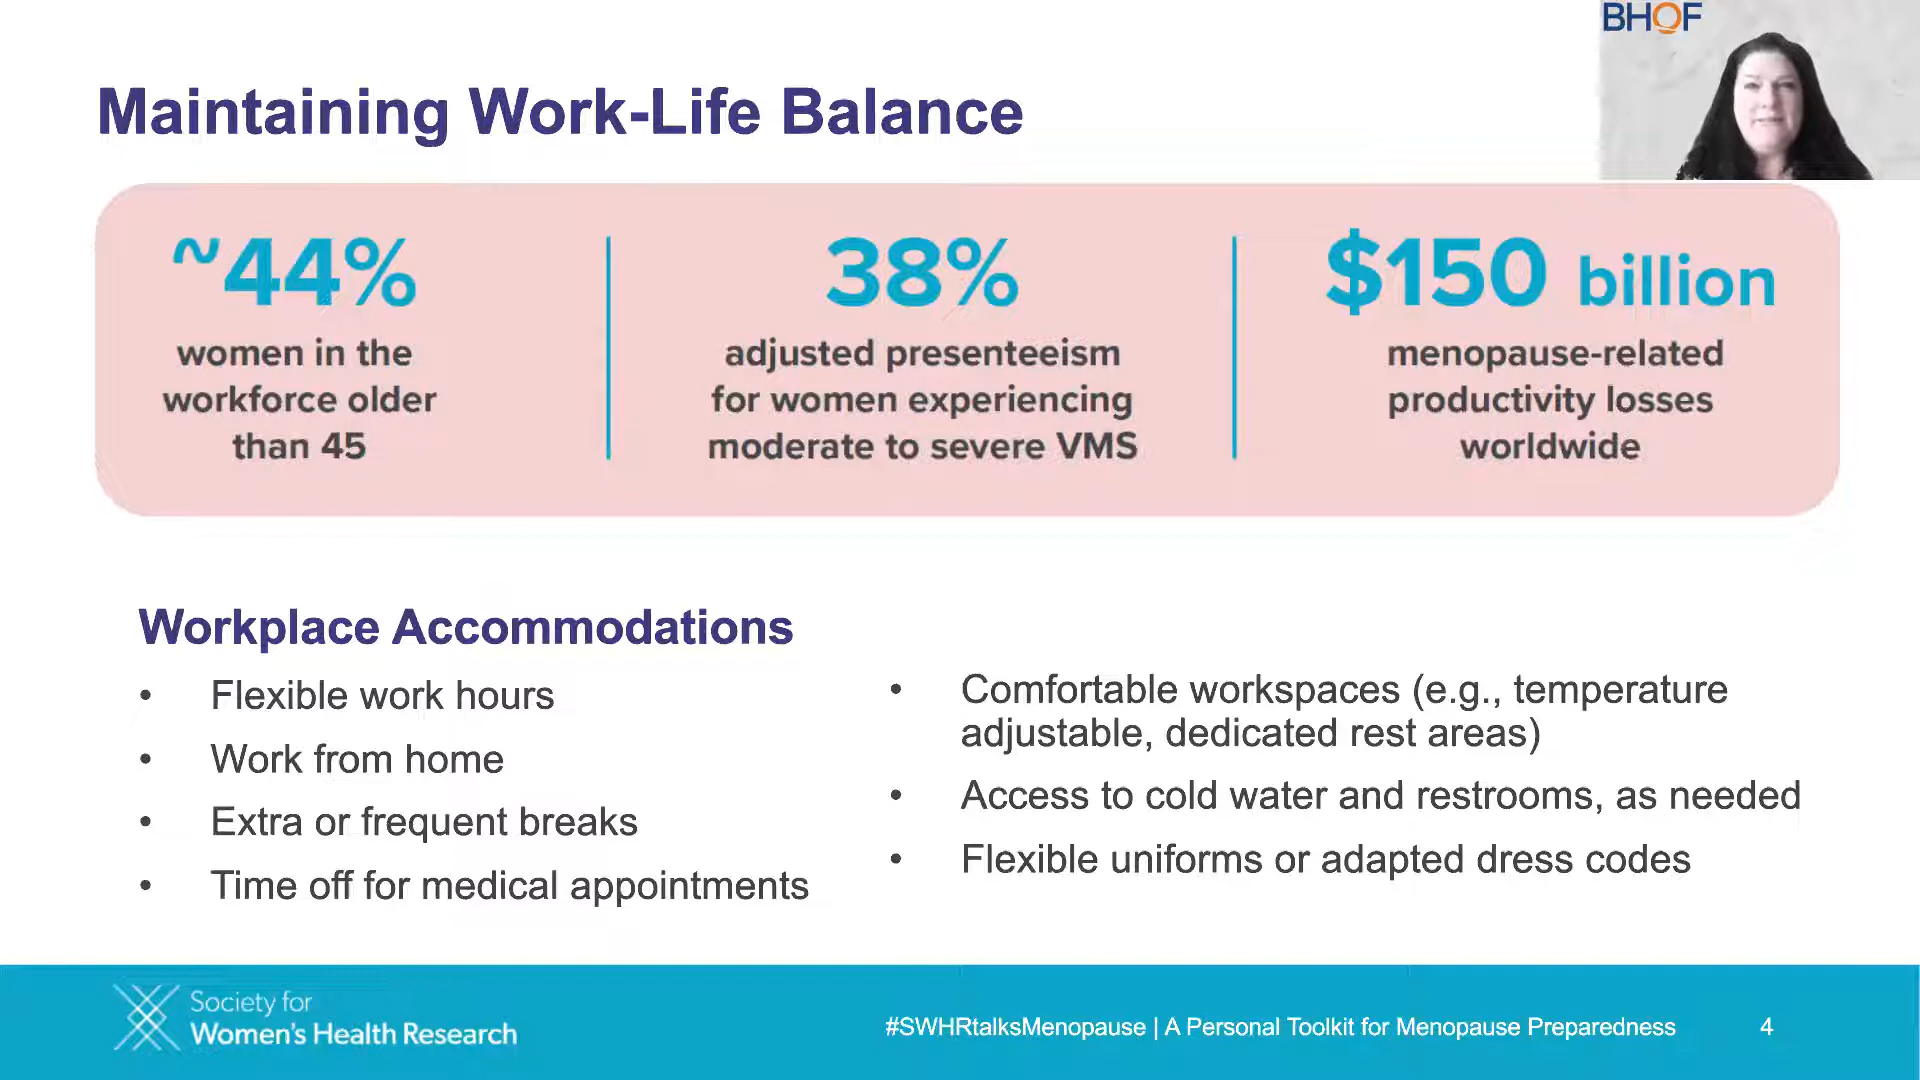 BHOF
Maintaining Work-Life Balance
~44%
women in the
workforce older
than 45
38%
adjusted presenteeism
for women experiencing
moderate to severe VMS
$150 billion
menopause-related
productivity losses
worldwide
Workplace Accommodations
• Flexible work hours
• Work from home
• Extra or frequent breaks
• Time off for medical appointments
• Comfortable workspaces (e.g., temperature
adjustable, dedicated rest areas)
• Access to cold water and restrooms, as needed
• Flexible uniforms or adapted dress codes
Society for
Women's Health Research
#SWHRtalksMenopause | A Personal Toolkit for Menopause Preparedness
4